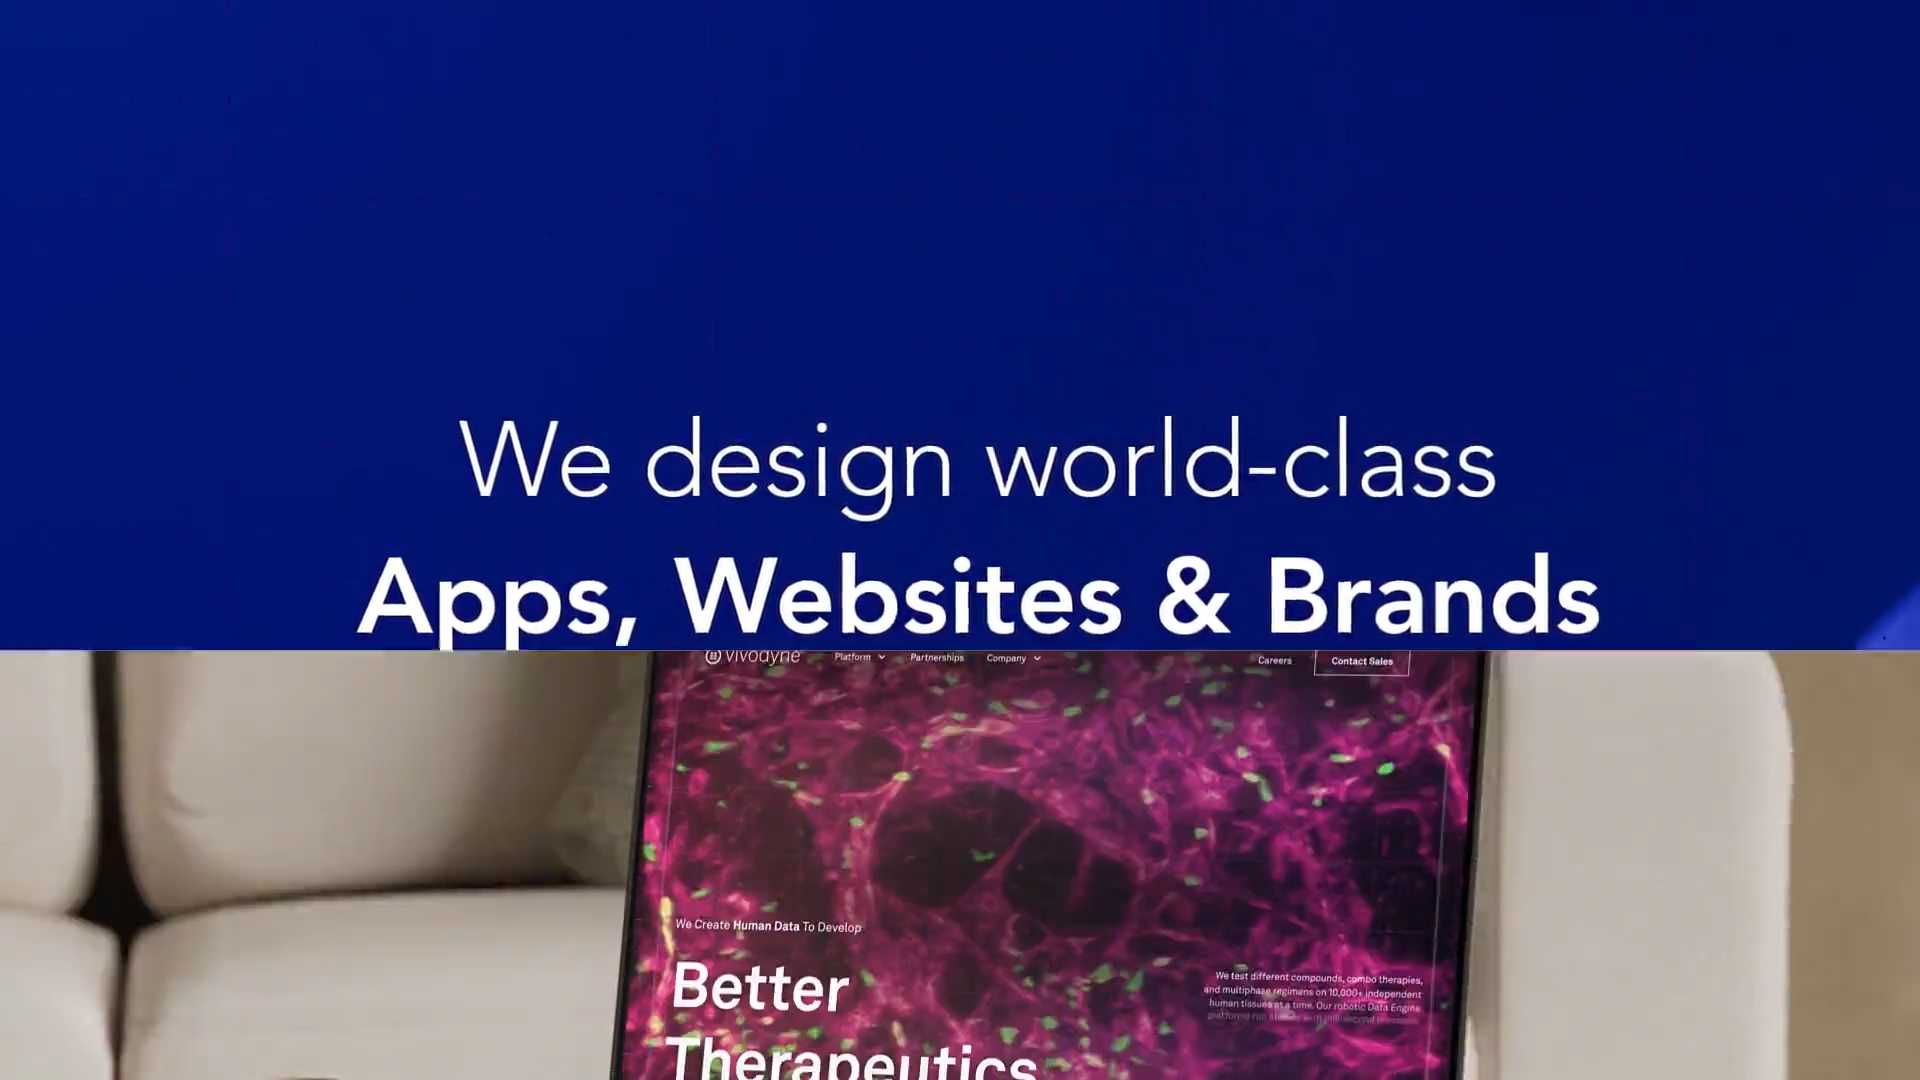 We design world-class
Apps, Websites & Brands
vivodyne
Platform
Partnerships
Company
Careers
Contact Sales
We Create Human Data To Develop
Better
Therapeutics
We test different compounds, combo therapies,
and multiphase regimens on 10,000+ independent
human tissues at a time. Our robotic Data Engine